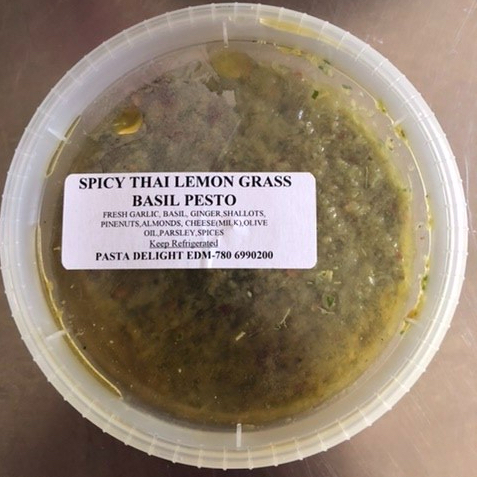 SPICY THAI LEMON GRASS
BASIL PESTO
FRESH GARLIC, BASIL, GINGER,SHALLOTS,
PINENUTS,ALMONDS, CHEESE(MILK),OLIVE
OIL,PARSLEY,SPICES
Keep Refrigerated
PASTA DELIGHT EDM-780 6990200